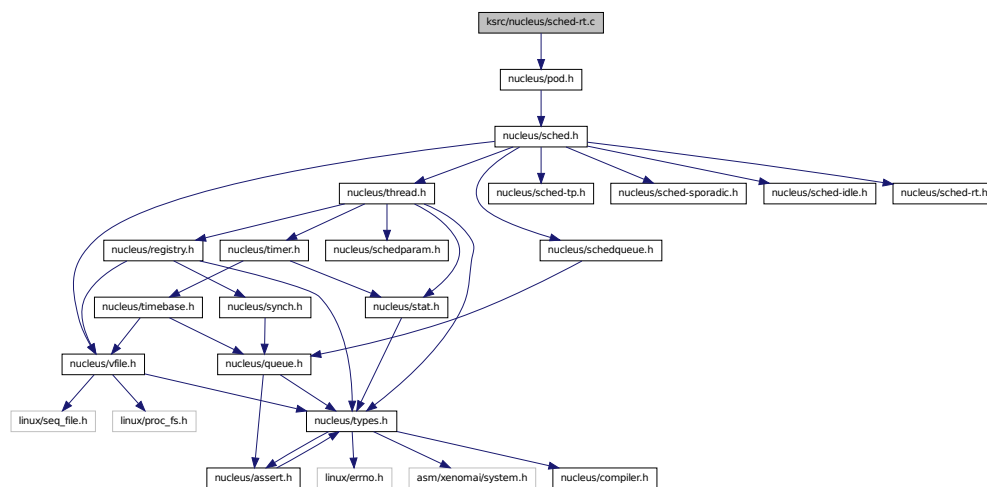 ksrc/nucleus/sched-rt.c
nucleus/pod.h
nucleus/sched.h
nucleus/thread.h
nucleus/sched-tp.h
nucleus/sched-sporadic.h
nucleus/sched-idle.h
nucleus/sched-rt.h
nucleus/registry.h
nucleus/timer.h
nucleus/schedparam.h
nucleus/schedqueue.h
nucleus/timebase.h
nucleus/synch.h
nucleus/stat.h
nucleus/vfile.h
nucleus/queue.h
linux/seq_file.h
linux/proc_fs.h
nucleus/types.h
nucleus/assert.h
linux/errno.h
asm/xenomai/system.h
nucleus/compiler.h